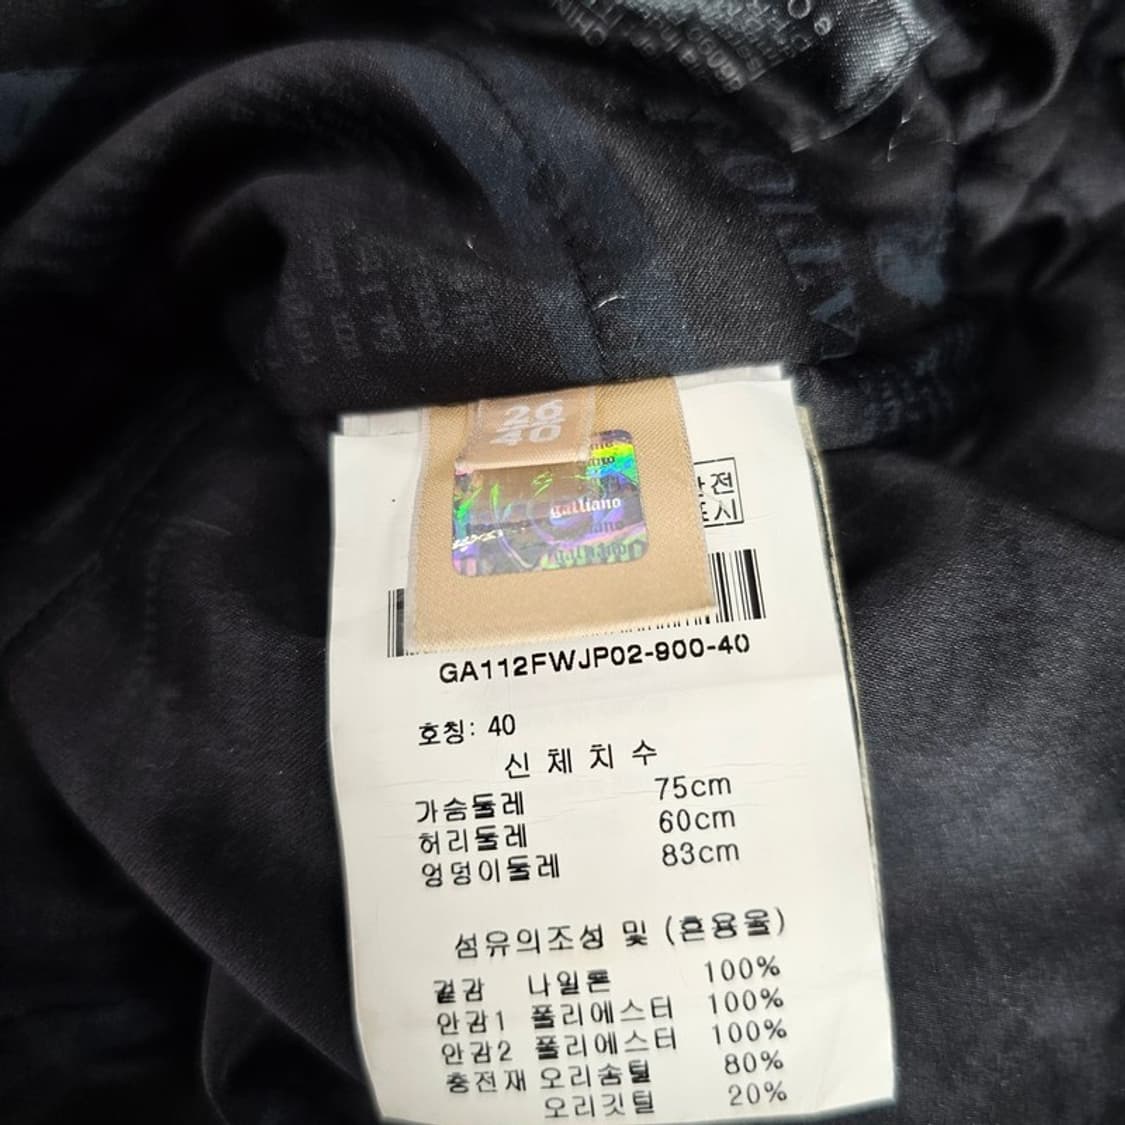 26
40
galliano
전
표시
GA112FWJP02-900-40
호칭: 40
신체치수
가슴둘레 75cm
허리둘레 60cm
엉덩이둘레 83cm
섬유의조성 및 (혼용율)
겉감 나일론 100%
안감1 폴리에스터 100%
안감2 폴리에스터 100%
충전재 오리솜털 80%
오리깃털 20%